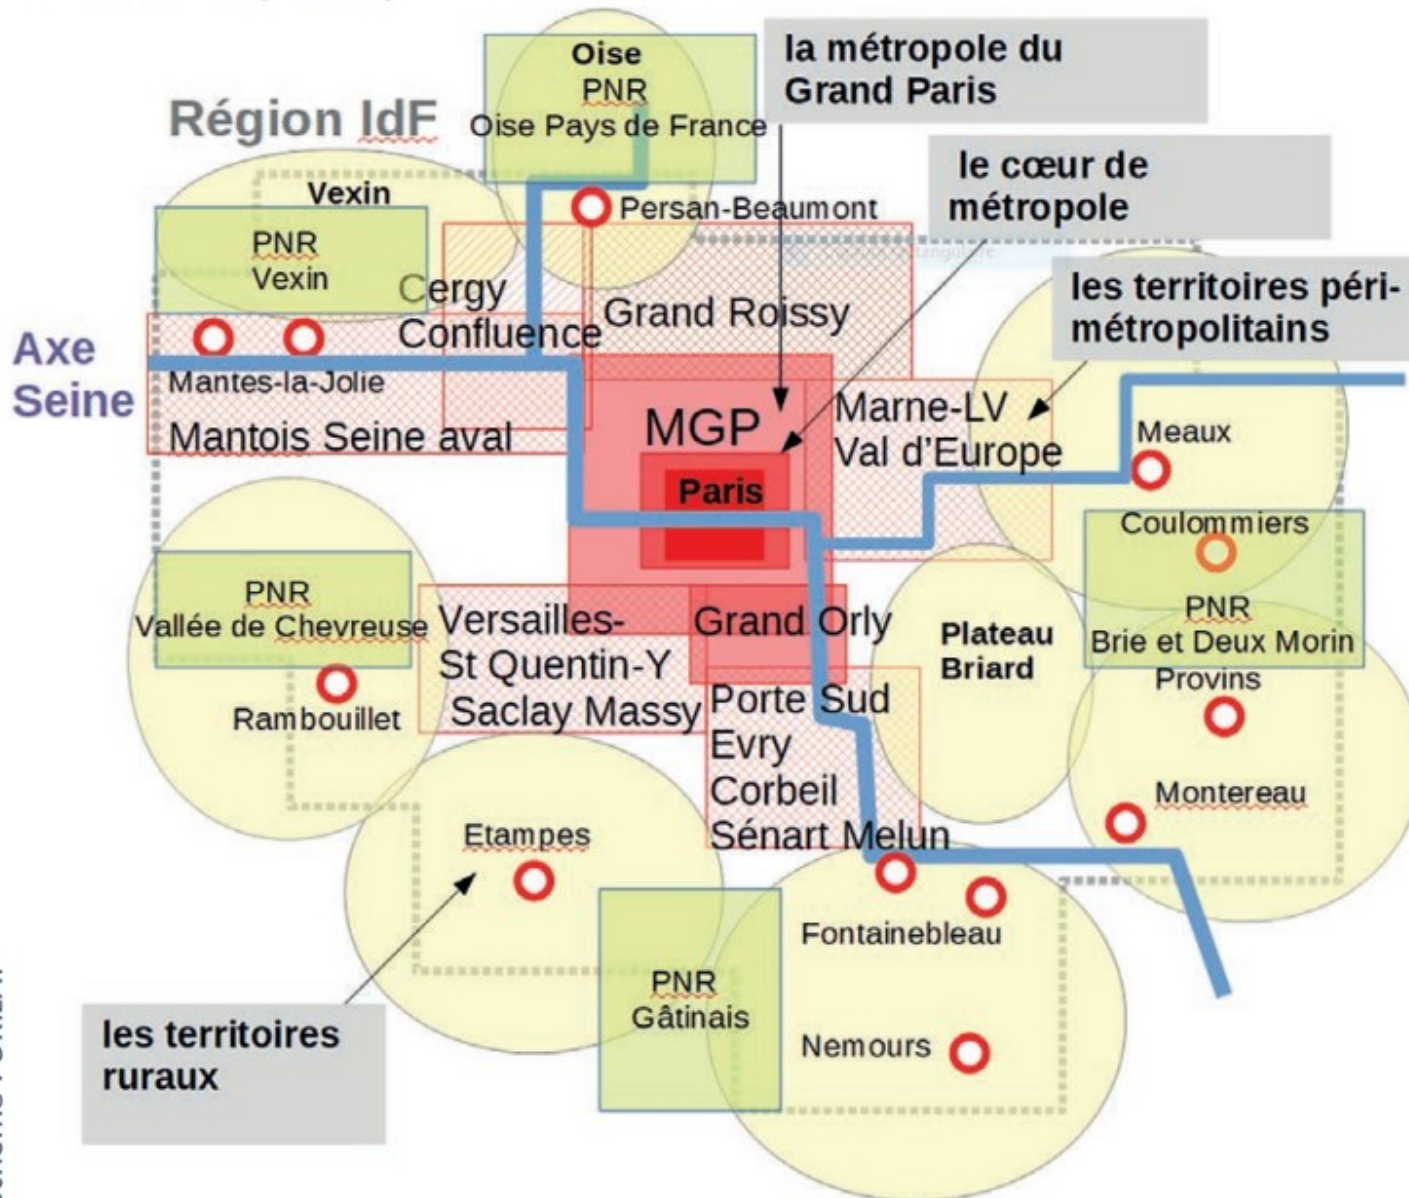 la métropole du
Grand Paris
Oise
PNR
Oise Pays de France
Région IdF
le cœur de
métropole
Vexin
PNR
Vexin
Persan-Beaumont
les territoires péri-
métropolitains
Cergy
Confluence
Grand Roissy
Axe
Seine
Mantes-la-Jolie
Mantois Seine aval
MGP
Paris
Marne-LV
Val d'Europe
Meaux
Coulommiers
PNR
Brie et Deux Morin
PNR
Vallée de Chevreuse
Rambouillet
Versailles-
St Quentin-Y
Saclay Massy
Grand Orly
Plateau
Briard
Provins
Porte Sud
Evry
Corbeil
Sénart Melun
Montereau
Etampes
Fontainebleau
PNR
Gâtinais
Nemours
les territoires
ruraux